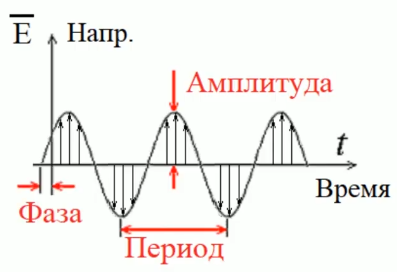 E Напр.
Амплитуда
t
Время
Фаза
Период